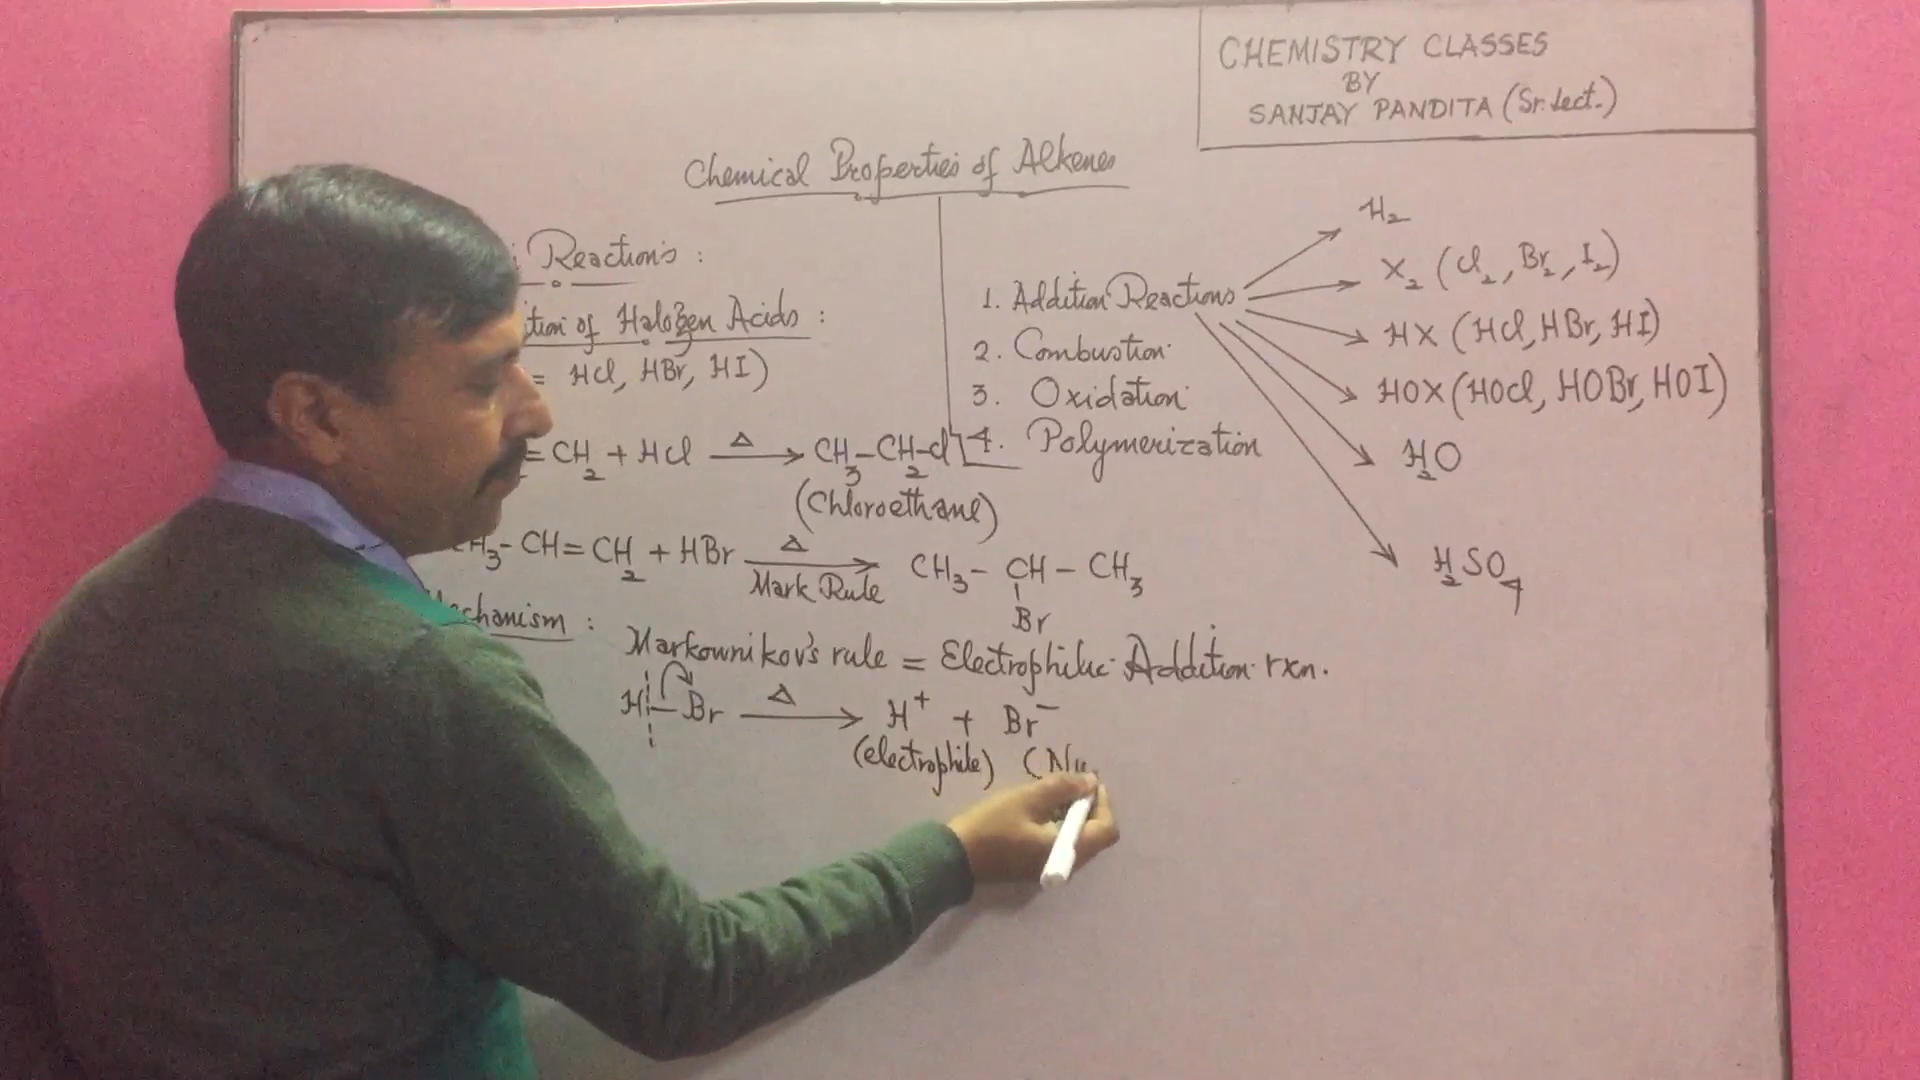 CHEMISTRY CLASSES
BY
SANJAY PANDITA (Sr. Lect.)
Chemical Properties of Alkenes
Reactions :
tion of Halogen Acids :
= HCl, HBr, HI)
= CH2 + HCl Δ → CH3-CH2-Cl
(Chloroethane)
H3-CH=CH2 + HBr Δ → CH3-CH-CH3
Mark Rule
Br
echanism :
Markownikov's rule = Electrophilic Addition rxn.
H-Br Δ → H+ + Br-
(electrophile) (Nu
1. Addition Reactions
2. Combustion
3. Oxidation
4. Polymerization
H2
X2 (Cl2, Br2, I2)
HX (HCl, HBr, HI)
HOX (HOCl, HOBr, HOI)
H2O
H2SO4